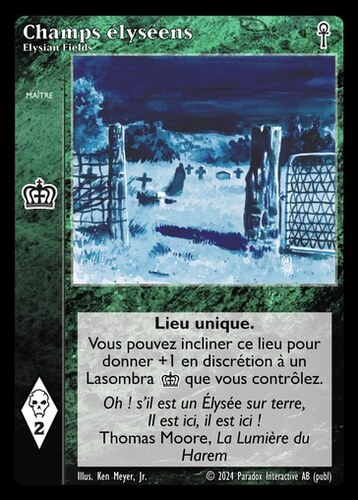 Champs élyséens
Elysian Fields
MAÎTRE
Lieu unique.
Vous pouvez incliner ce lieu pour
donner +1 en discrétion à un
Lasombra que vous contrôlez.
Oh ! s'il est un Élysée sur terre,
Il est ici, il est ici !
Thomas Moore, La Lumière du
Harem
2
Illus. Ken Meyer, Jr.
© 2024 Paradox Interactive AB (publ)